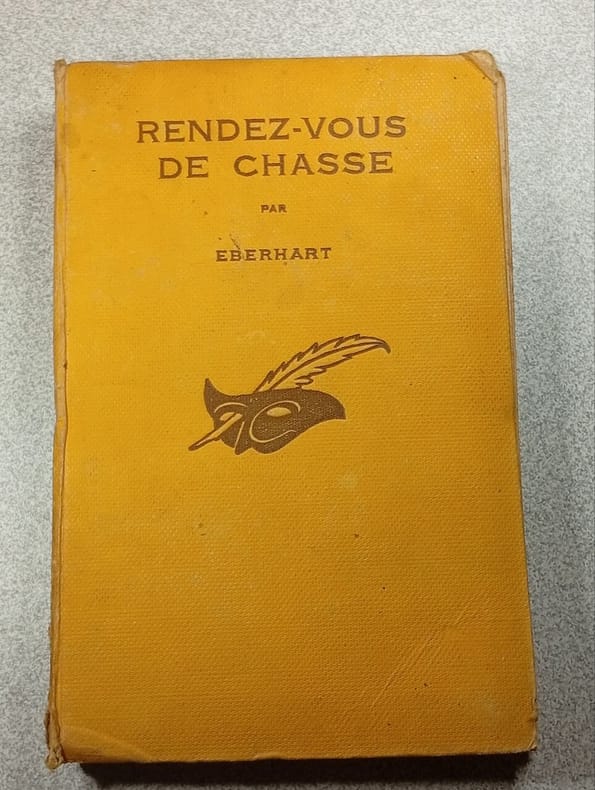 RENDEZ-VOUS
DE CHASSE
PAR
EBERHART